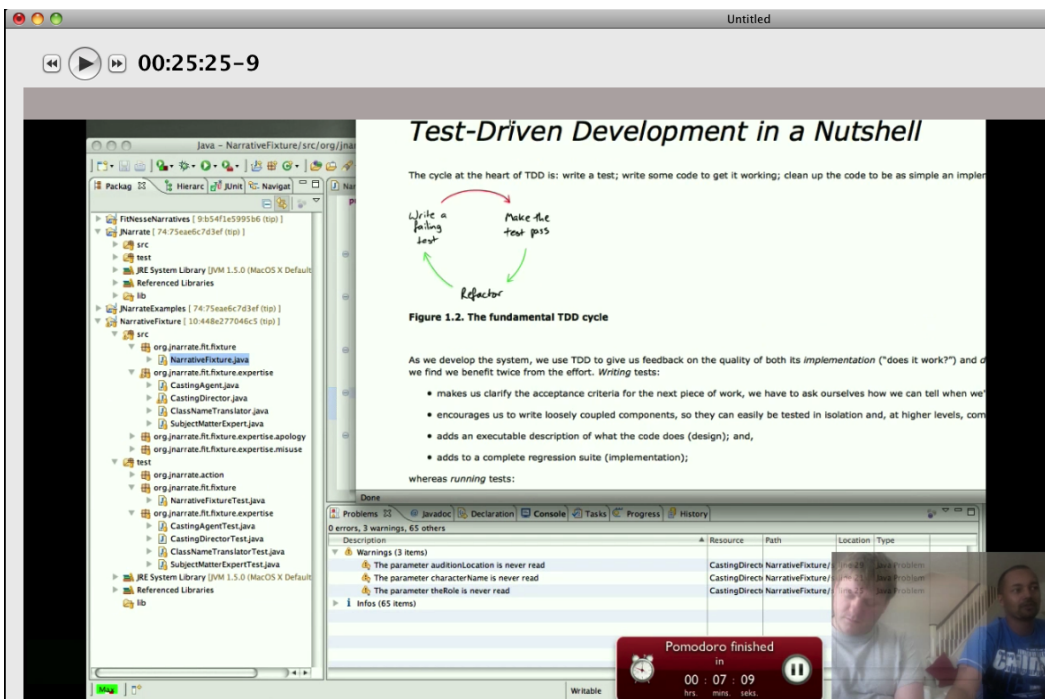 Untitled
00:25:25-9
Java – NarrativeFixture/src/org/jnar
Packag
Hierarc
JUnit
Navigat
FitNesseNarratives [ 9:b54f1e5995b6 (tip) ]
JNarrate [ 74:75eae6c7d3ef (tip) ]
src
test
JRE System Library [JVM 1.5.0 (MacOS X Default
Referenced Libraries
lib
JNarrateExamples [ 74:75eae6c7d3ef (tip) ]
NarrativeFixture [ 10:448e277046c5 (tip) ]
src
org.jnarrate.fit.fixture
NarrativeFixture.java
org.jnarrate.fit.fixture.expertise
CastingAgent.java
CastingDirector.java
ClassNameTranslator.java
SubjectMatterExpert.java
org.jnarrate.fit.fixture.expertise.apology
org.jnarrate.fit.fixture.expertise.misuse
test
org.jnarrate.action
org.jnarrate.fit.fixture
NarrativeFixtureTest.java
org.jnarrate.fit.fixture.expertise
CastingAgentTest.java
CastingDirectorTest.java
ClassNameTranslatorTest.java
SubjectMatterExpertTest.java
JRE System Library [JVM 1.5.0 (MacOS X Default
Referenced Libraries
lib
Test-Driven Development in a Nutshell
The cycle at the heart of TDD is: write a test; write some code to get it working; clean up the code to be as simple an implem
Write a
failing
test
Make the
test pass
Refactor
Figure 1.2. The fundamental TDD cycle
As we develop the system, we use TDD to give us feedback on the quality of both its implementation ("does it work?") and d
we find we benefit twice from the effort. Writing tests:
• makes us clarify the acceptance criteria for the next piece of work, we have to ask ourselves how we can tell when we'
• encourages us to write loosely coupled components, so they can easily be tested in isolation and, at higher levels, com
• adds an executable description of what the code does (design); and,
• adds to a complete regression suite (implementation);
whereas running tests:
Done
Problems
Javadoc
Declaration
Console
Tasks
Progress
History
0 errors, 3 warnings, 65 others
Description Resource Path Location Type
Warnings (3 items)
The parameter auditionLocation is never read CastingDirect NarrativeFixture/s
The parameter characterName is never read CastingDirect NarrativeFixture/
The parameter theRole is never read CastingDirect NarrativeFixture/
Infos (65 items)
Pomodoro finished
in
00 : 07 : 09
hrs. mins. seks.
Writable